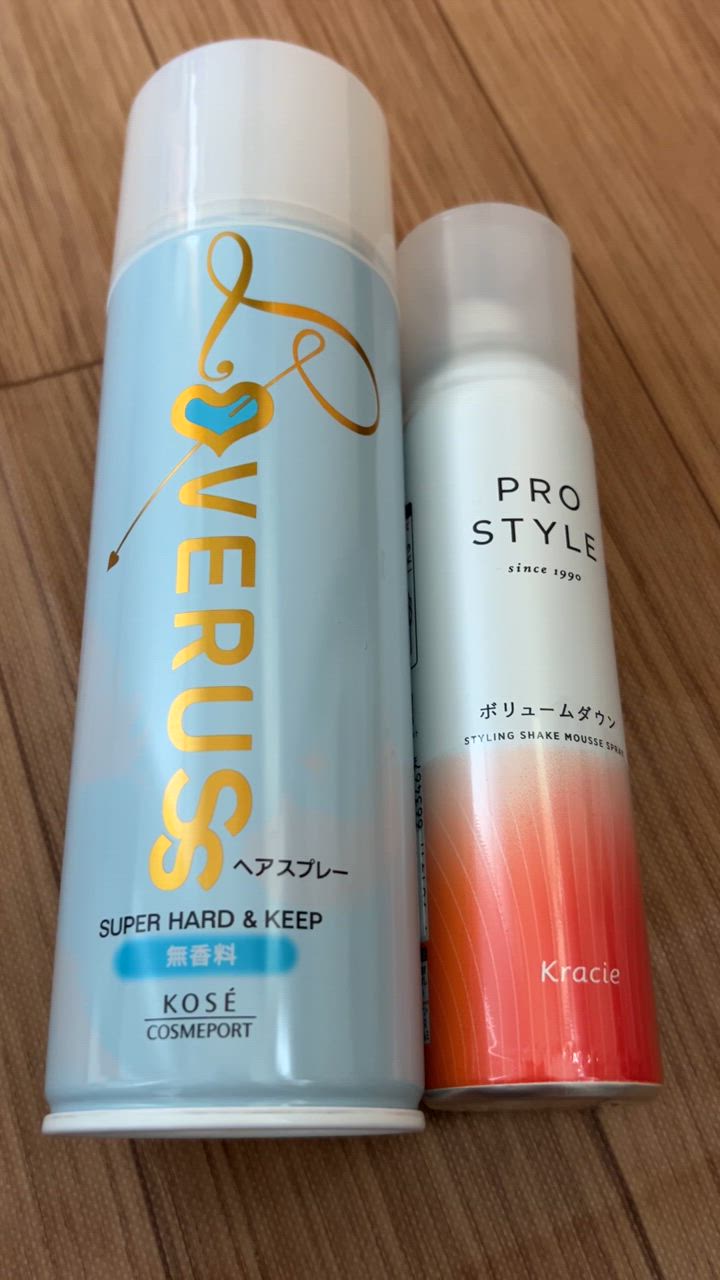 LOVERUSS
ヘアスプレー
SUPER HARD & KEEP
無香料
KOSÉ
COSMEPORT
PRO
STYLE
since 1990
ボリュームダウン
STYLING SHAKE MOUSSE SPRAY
Kracie